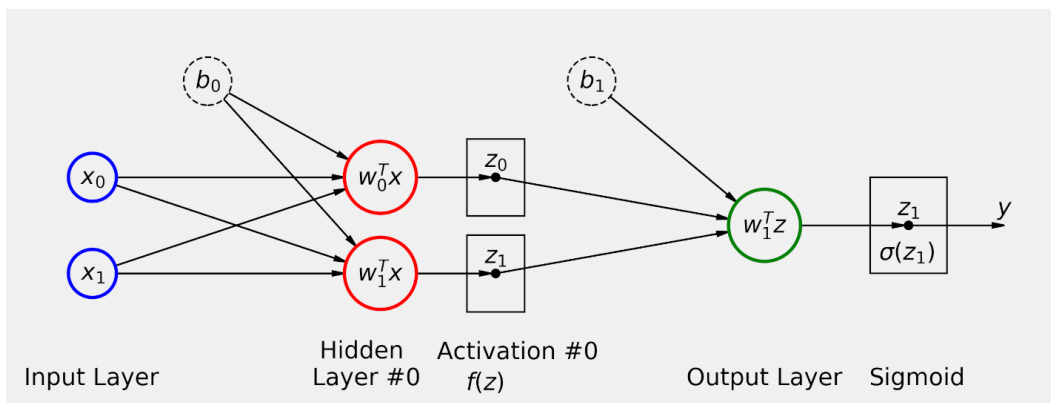 b₀
b₁
x₀
w₀ᵀx
z₀
x₁
w₁ᵀx
z₁
w₁ᵀz
z₁
σ(z₁)
y
Hidden
Layer #0
Activation #0
f(z)
Input Layer
Output Layer
Sigmoid